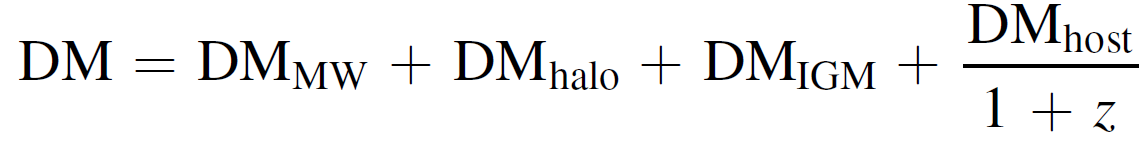 DM = DM_MW + DM_halo + DM_IGM + DM_host / (1 + z)